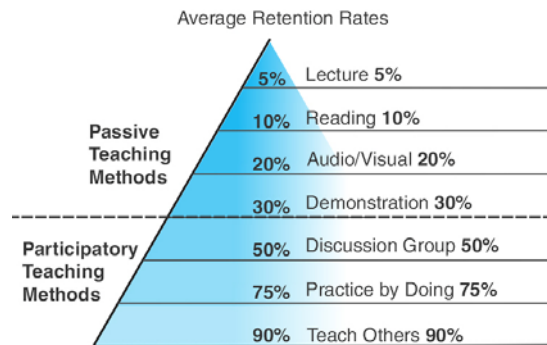 Average Retention Rates
5% Lecture 5%
10% Reading 10%
Passive
Teaching
Methods
20% Audio/Visual 20%
30% Demonstration 30%
Participatory
Teaching
Methods
50% Discussion Group 50%
75% Practice by Doing 75%
90% Teach Others 90%